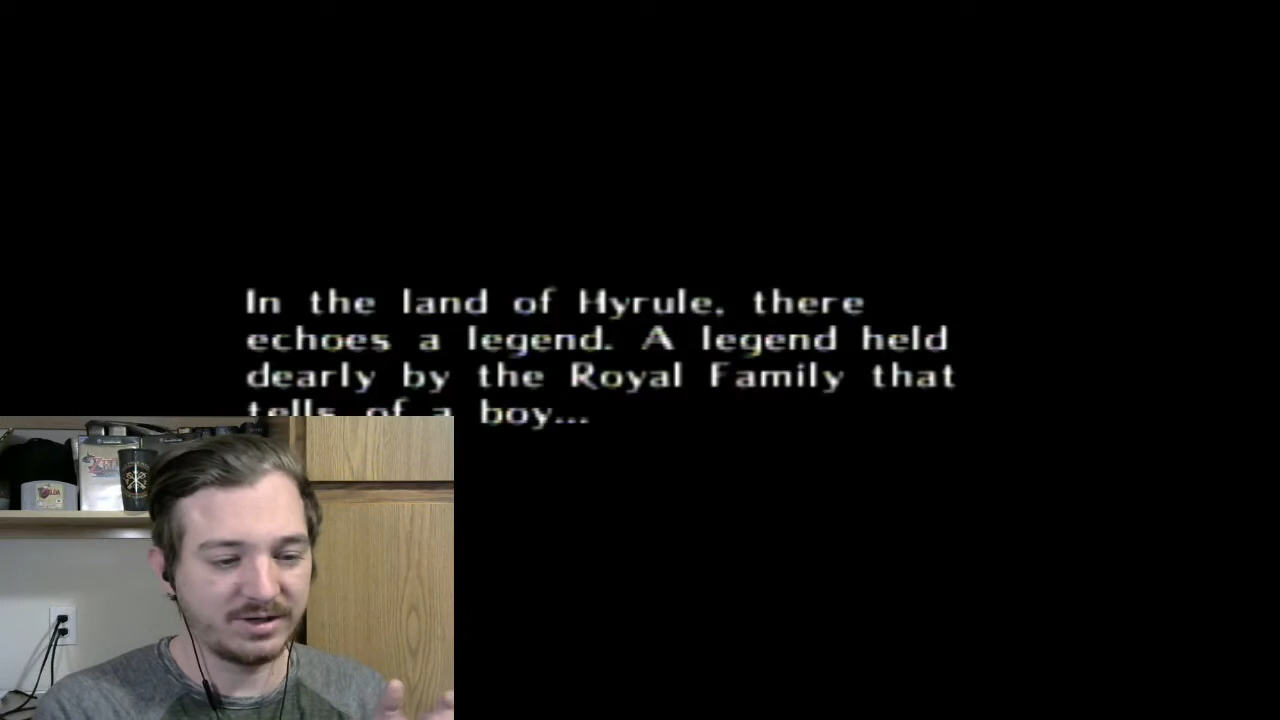 In the land of Hyrule, there
echoes a legend. A legend held
dearly by the Royal Family that
tells of a boy...
ZELDA